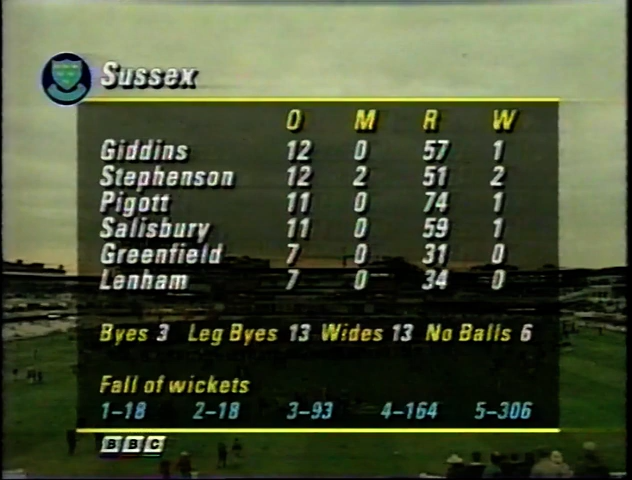 Sussex
O M R W
Giddins 12 0 57 1
Stephenson 12 2 51 2
Pigott 11 0 74 1
Salisbury 11 0 59 1
Greenfield 7 0 31 0
Lenham 7 0 34 0
Byes 3 Leg Byes 13 Wides 13 No Balls 6
Fall of wickets
1-18 2-18 3-93 4-164 5-306
BBC